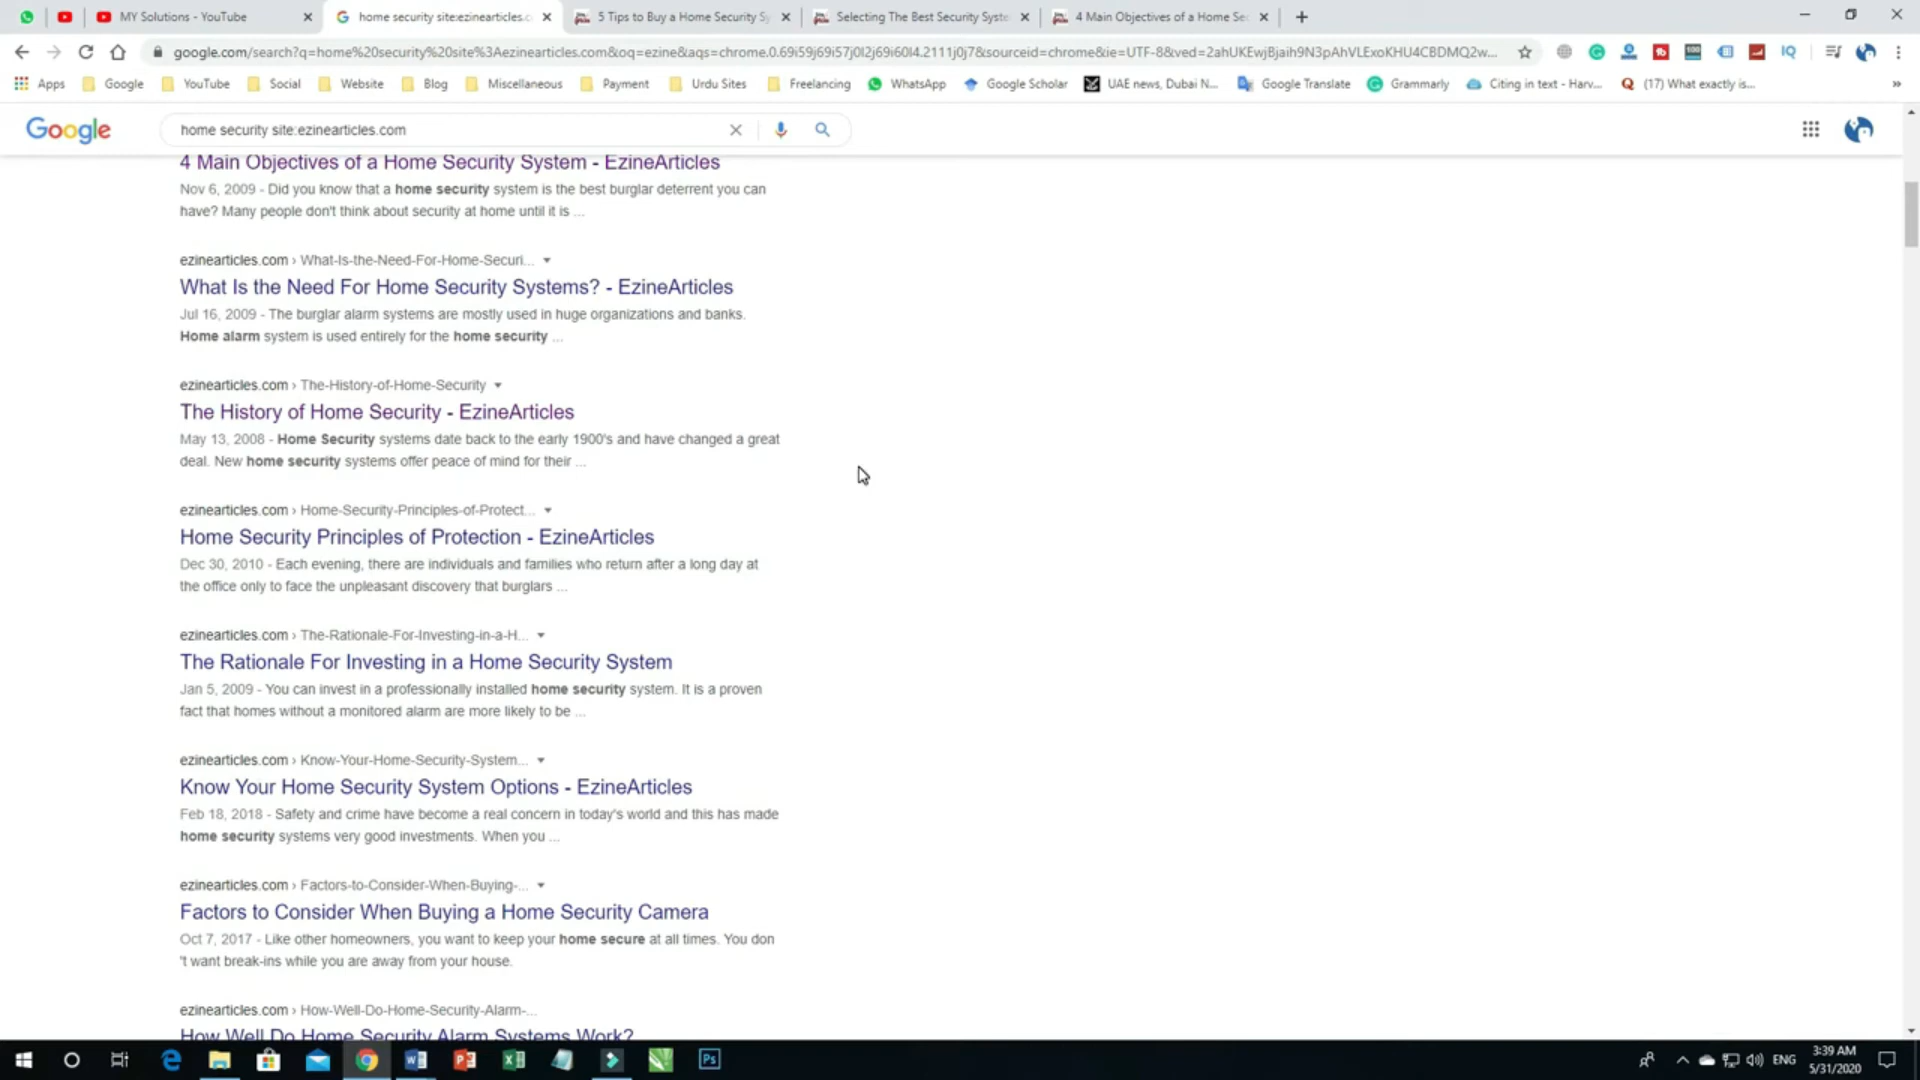 MY Solutions - YouTube
home security site:ezinearticles.c
5 Tips to Buy a Home Security Sy
Selecting The Best Security Syste
4 Main Objectives of a Home Sec
google.com/search?q=home%20security%20site%3Aezinearticles.com&oq=ezine&aqs=chrome.0.69i59j69i57j0l2j69i60l4.2111j0j7&sourceid=chrome&ie=UTF-8&ved=2ahUKEwjBjaih9N3pAhVLExoKHU4CBDMQ2w...
Apps Google YouTube Social Website Blog Miscellaneous Payment Urdu Sites Freelancing WhatsApp Google Scholar UAE news, Dubai N... Google Translate Grammarly Citing in text - Harv... (17) What exactly is... »
Google
home security site:ezinearticles.com
4 Main Objectives of a Home Security System - EzineArticles
Nov 6, 2009 - Did you know that a home security system is the best burglar deterrent you can
have? Many people don't think about security at home until it is ...
ezinearticles.com › What-Is-the-Need-For-Home-Securi...
What Is the Need For Home Security Systems? - EzineArticles
Jul 16, 2009 - The burglar alarm systems are mostly used in huge organizations and banks.
Home alarm system is used entirely for the home security ...
ezinearticles.com › The-History-of-Home-Security
The History of Home Security - EzineArticles
May 13, 2008 - Home Security systems date back to the early 1900's and have changed a great
deal. New home security systems offer peace of mind for their ...
ezinearticles.com › Home-Security-Principles-of-Protect...
Home Security Principles of Protection - EzineArticles
Dec 30, 2010 - Each evening, there are individuals and families who return after a long day at
the office only to face the unpleasant discovery that burglars ...
ezinearticles.com › The-Rationale-For-Investing-in-a-H...
The Rationale For Investing in a Home Security System
Jan 5, 2009 - You can invest in a professionally installed home security system. It is a proven
fact that homes without a monitored alarm are more likely to be ...
ezinearticles.com › Know-Your-Home-Security-System...
Know Your Home Security System Options - EzineArticles
Feb 18, 2018 - Safety and crime have become a real concern in today's world and this has made
home security systems very good investments. When you ...
ezinearticles.com › Factors-to-Consider-When-Buying-...
Factors to Consider When Buying a Home Security Camera
Oct 7, 2017 - Like other homeowners, you want to keep your home secure at all times. You don
't want break-ins while you are away from your house.
ezinearticles.com › How-Well-Do-Home-Security-Alarm-...
How Well Do Home Security Alarm Systems Work?
ENG
3:39 AM
5/31/2020